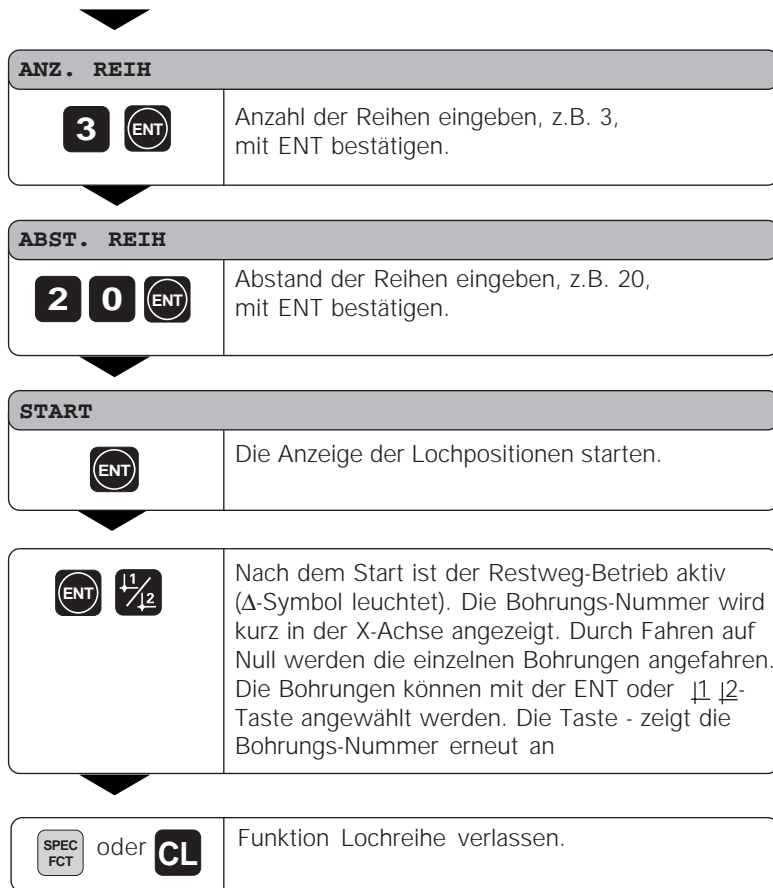 ANZ. REIH
3 ENT
Anzahl der Reihen eingeben, z.B. 3,
mit ENT bestätigen.
ABST. REIH
2 0 ENT
Abstand der Reihen eingeben, z.B. 20,
mit ENT bestätigen.
START
ENT
Die Anzeige der Lochpositionen starten.
ENT 1/2
Nach dem Start ist der Restweg-Betrieb aktiv
(Δ-Symbol leuchtet). Die Bohrungs-Nummer wird
kurz in der X-Achse angezeigt. Durch Fahren auf
Null werden die einzelnen Bohrungen angefahren.
Die Bohrungen können mit der ENT oder |1 |2-
Taste angewählt werden. Die Taste - zeigt die
Bohrungs-Nummer erneut an
SPEC FCT oder CL
Funktion Lochreihe verlassen.